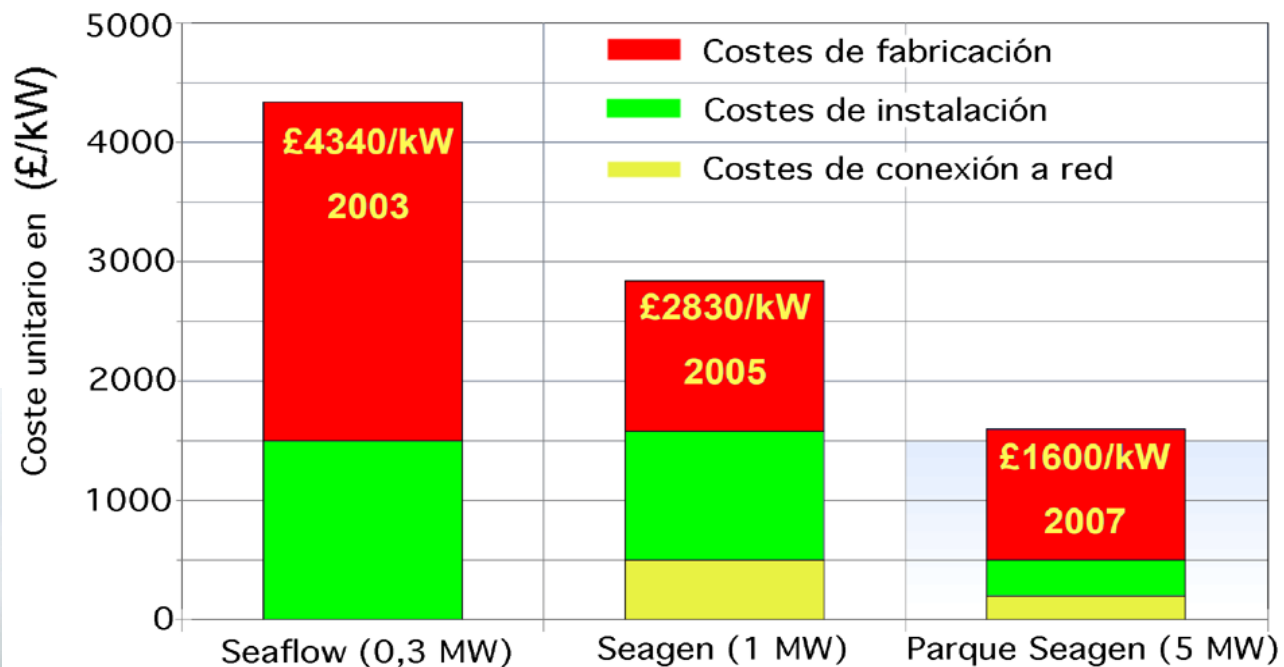 Coste unitario en (£/kW)
5000
4000
3000
2000
1000
0
Costes de fabricación
Costes de instalación
Costes de conexión a red
£4340/kW
2003
£2830/kW
2005
£1600/kW
2007
Seaflow (0,3 MW)
Seagen (1 MW)
Parque Seagen (5 MW)